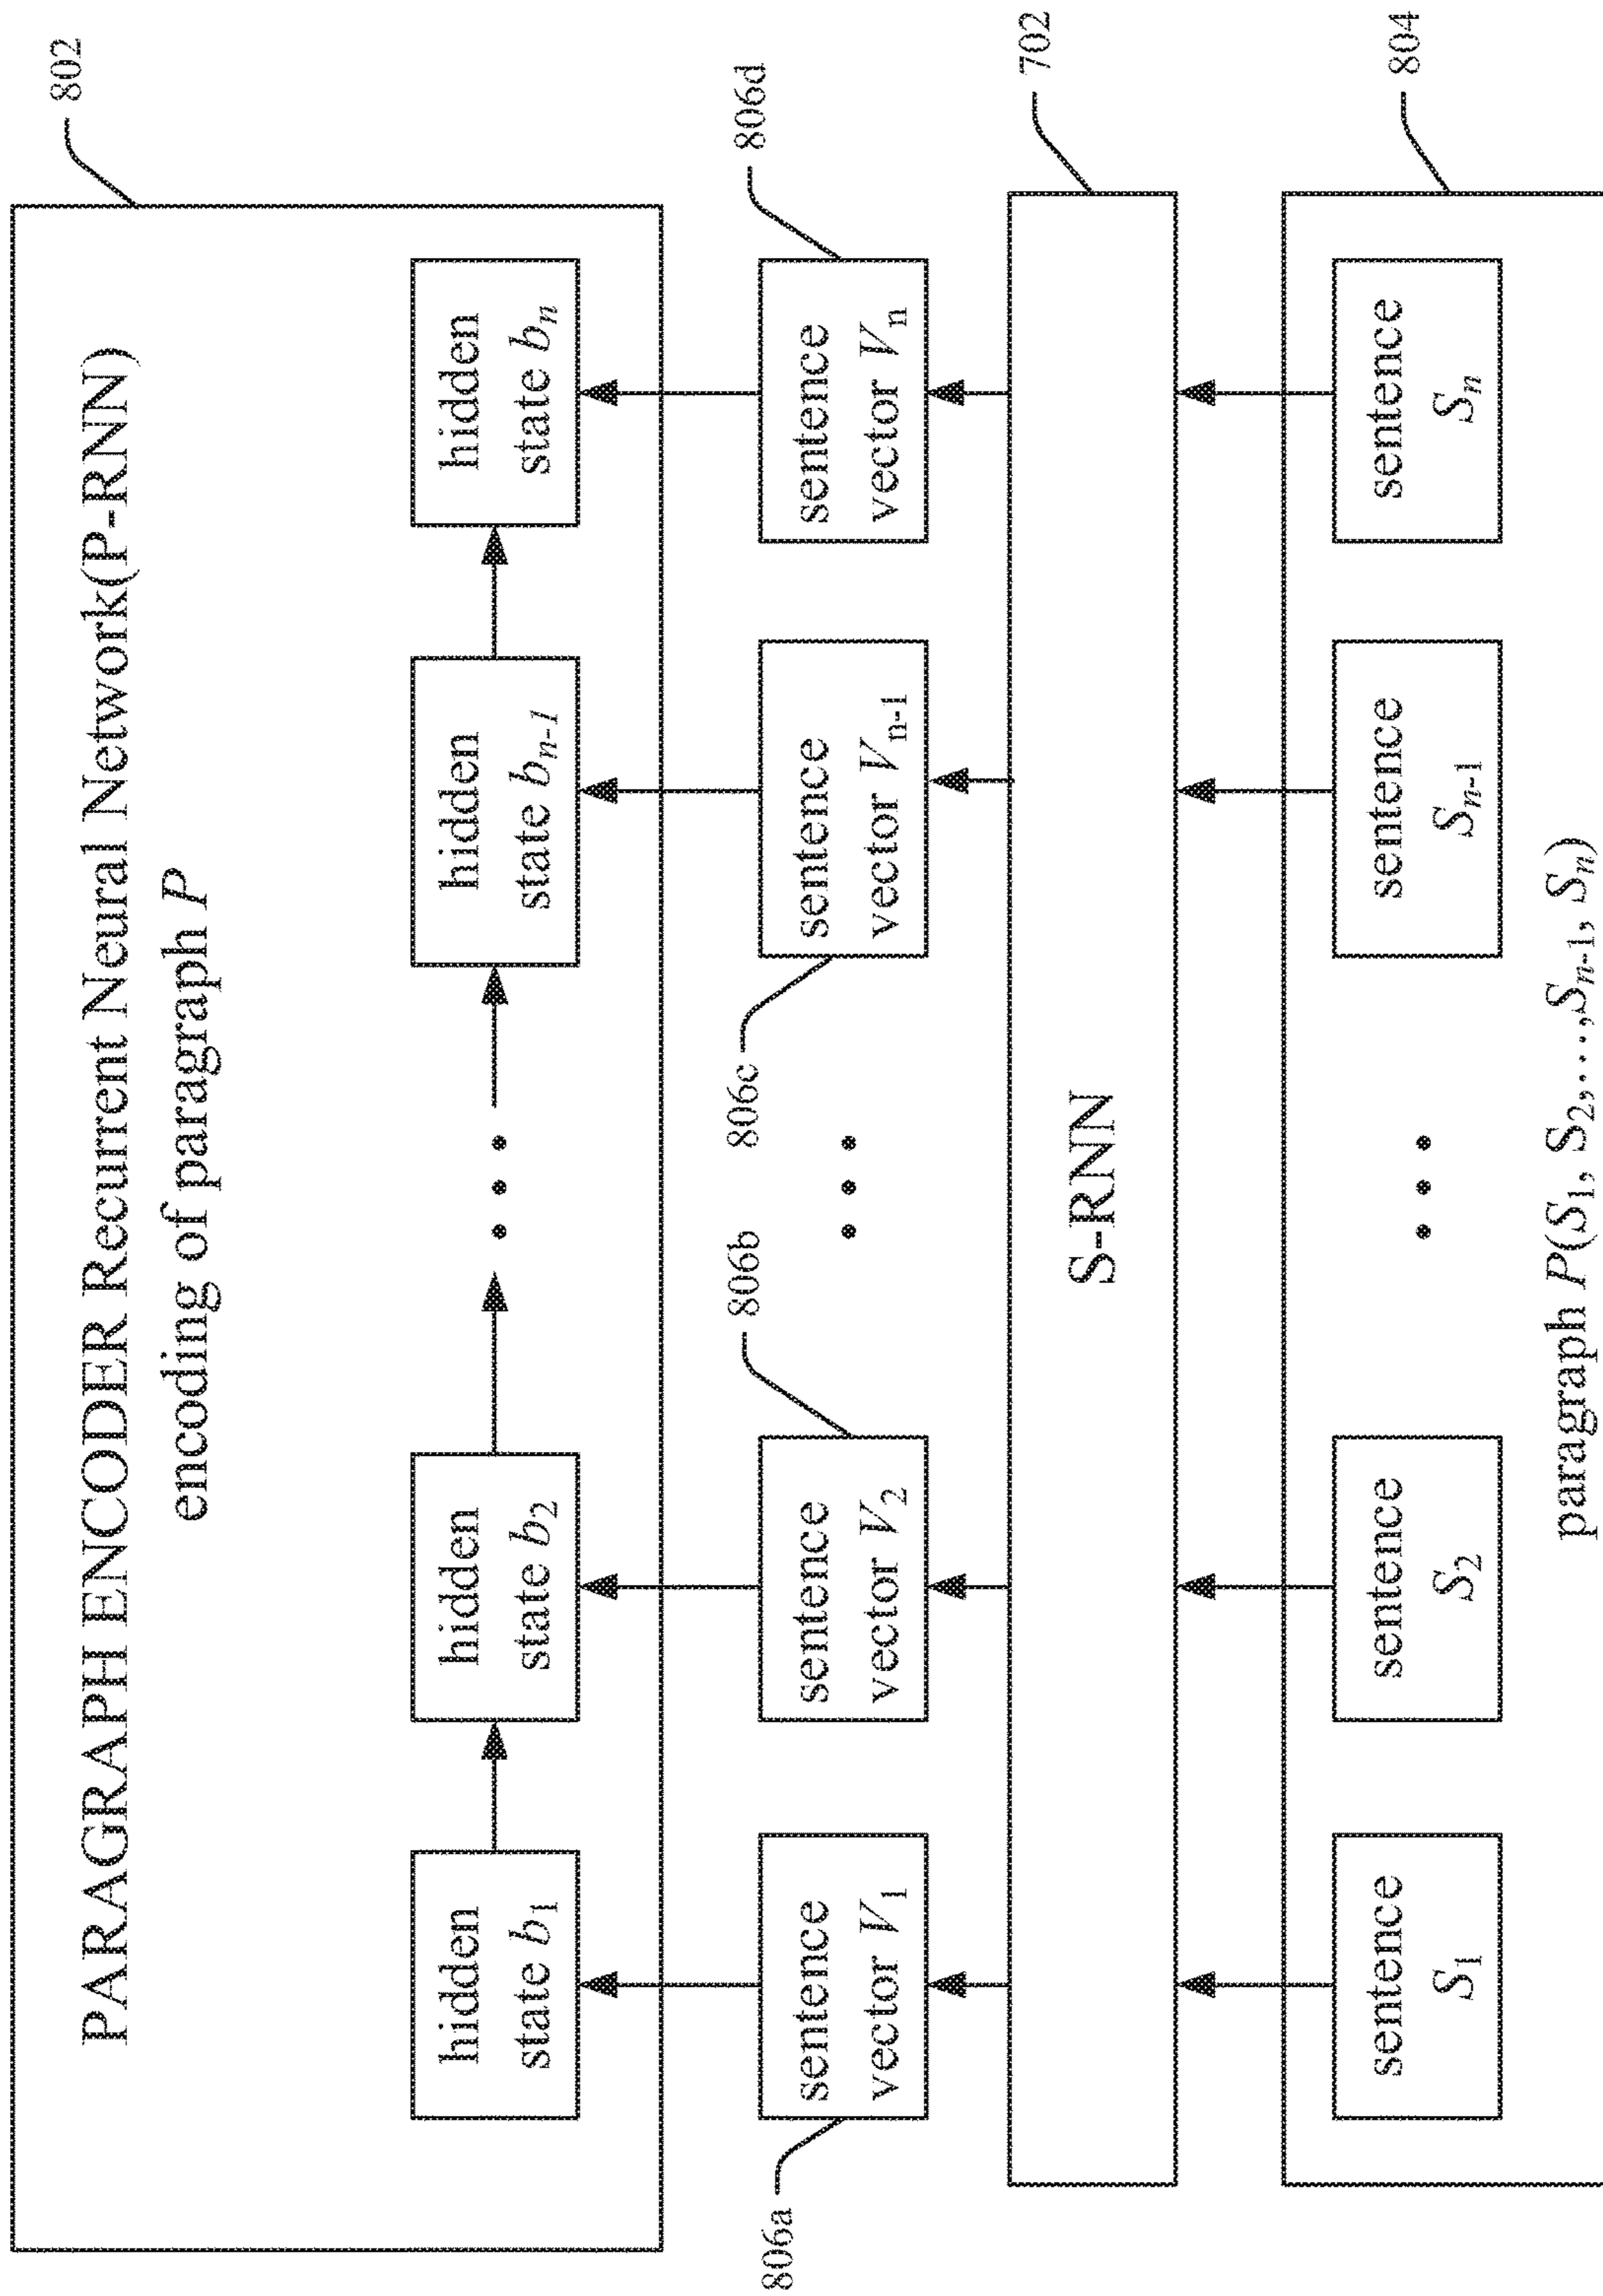 802
PARAGRAPH ENCODER Recurrent Neural Network(P-RNN)
encoding of paragraph P
hidden
state b₁
hidden
state b₂
• • •
hidden
state bₙ₋₁
hidden
state bₙ
806a
806b
806c
806d
sentence
vector V₁
sentence
vector V₂
• • •
sentence
vector Vₙ₋₁
sentence
vector Vₙ
702
S-RNN
804
sentence
S₁
sentence
S₂
• • •
sentence
Sₙ₋₁
sentence
Sₙ
paragraph P(S₁, S₂,…,Sₙ₋₁, Sₙ)